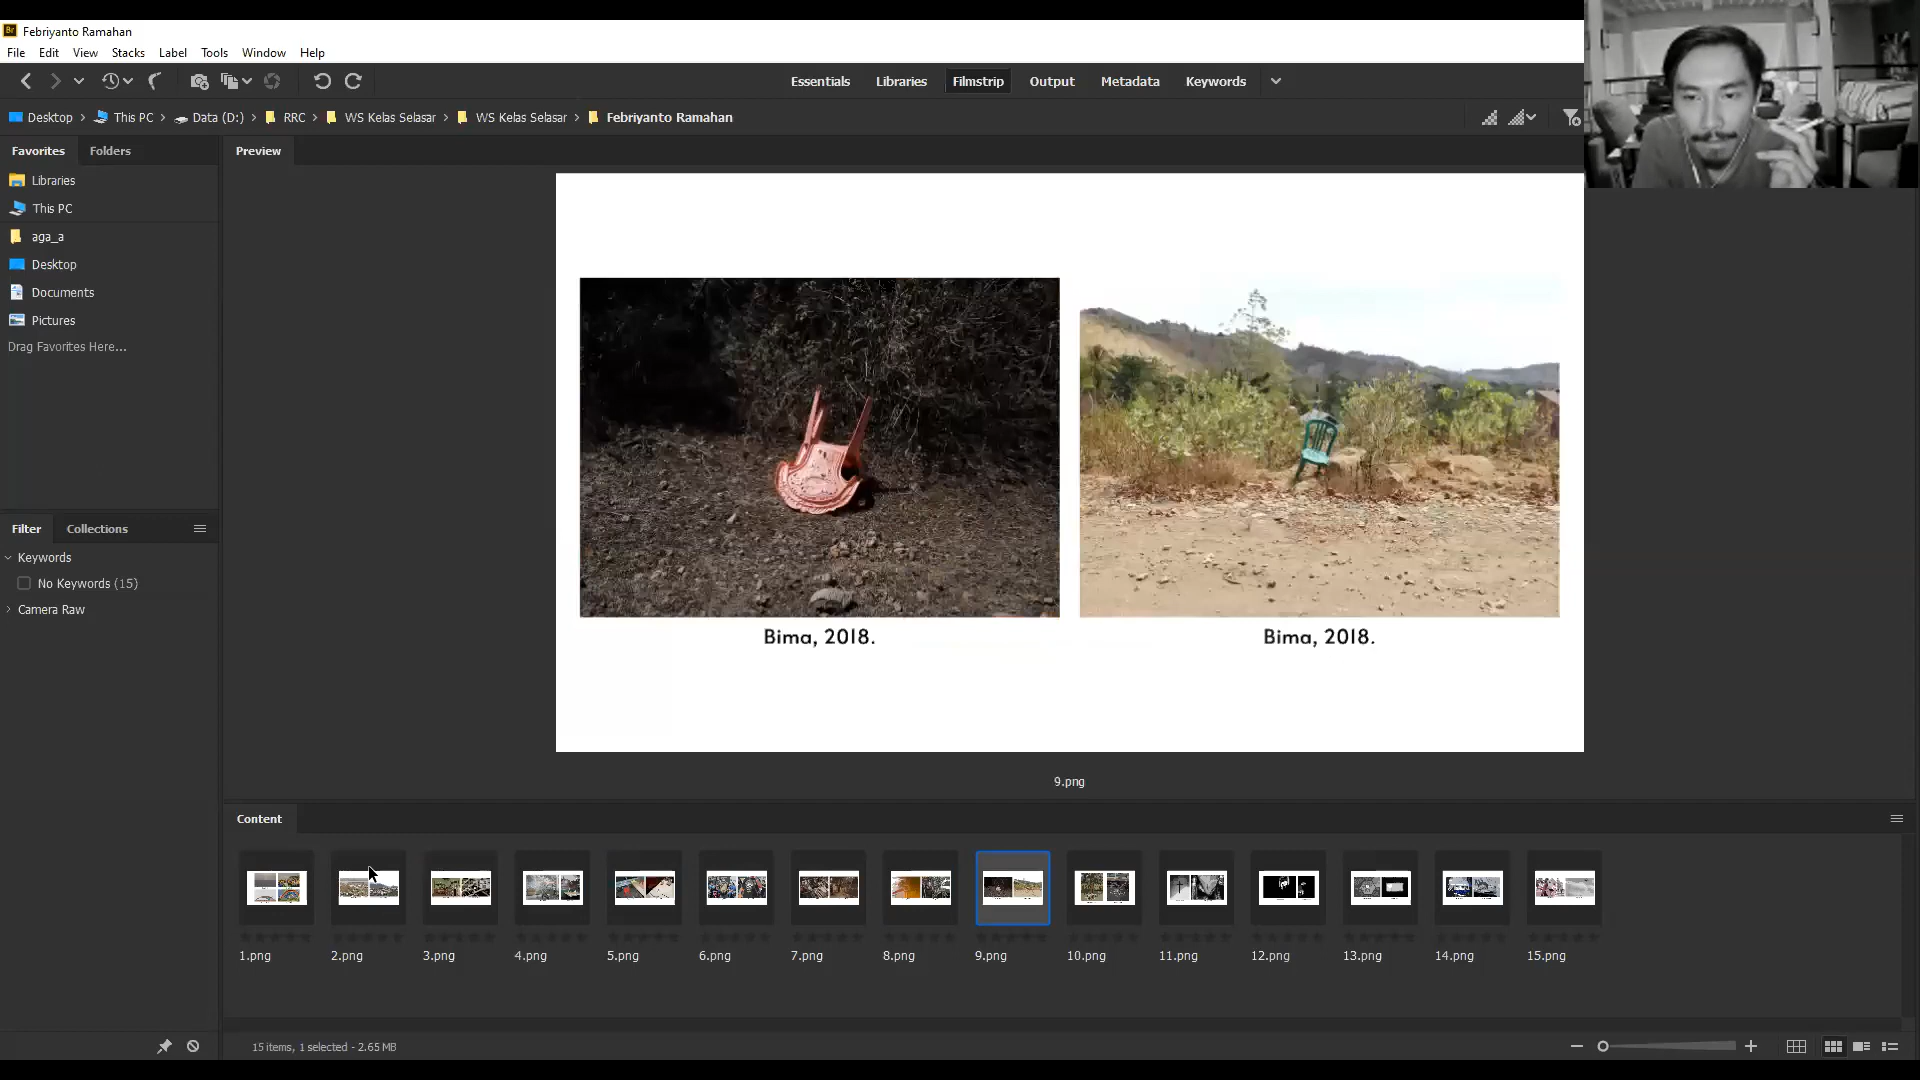 Febriyanto Ramahan
File Edit View Stacks Label Tools Window Help
Essentials Libraries Filmstrip Output Metadata Keywords
Desktop This PC Data (D:) RRC WS Kelas Selasar WS Kelas Selasar Febriyanto Ramahan
Favorites Folders
Preview
Libraries
This PC
aga_a
Desktop
Documents
Pictures
Drag Favorites Here...
Bima, 2018. Bima, 2018.
9.png
Filter Collections
Keywords
No Keywords (15)
Camera Raw
Content
1.png 2.png 3.png 4.png 5.png 6.png 7.png 8.png 9.png 10.png 11.png 12.png 13.png 14.png 15.png
15 items, 1 selected - 2.65 MB